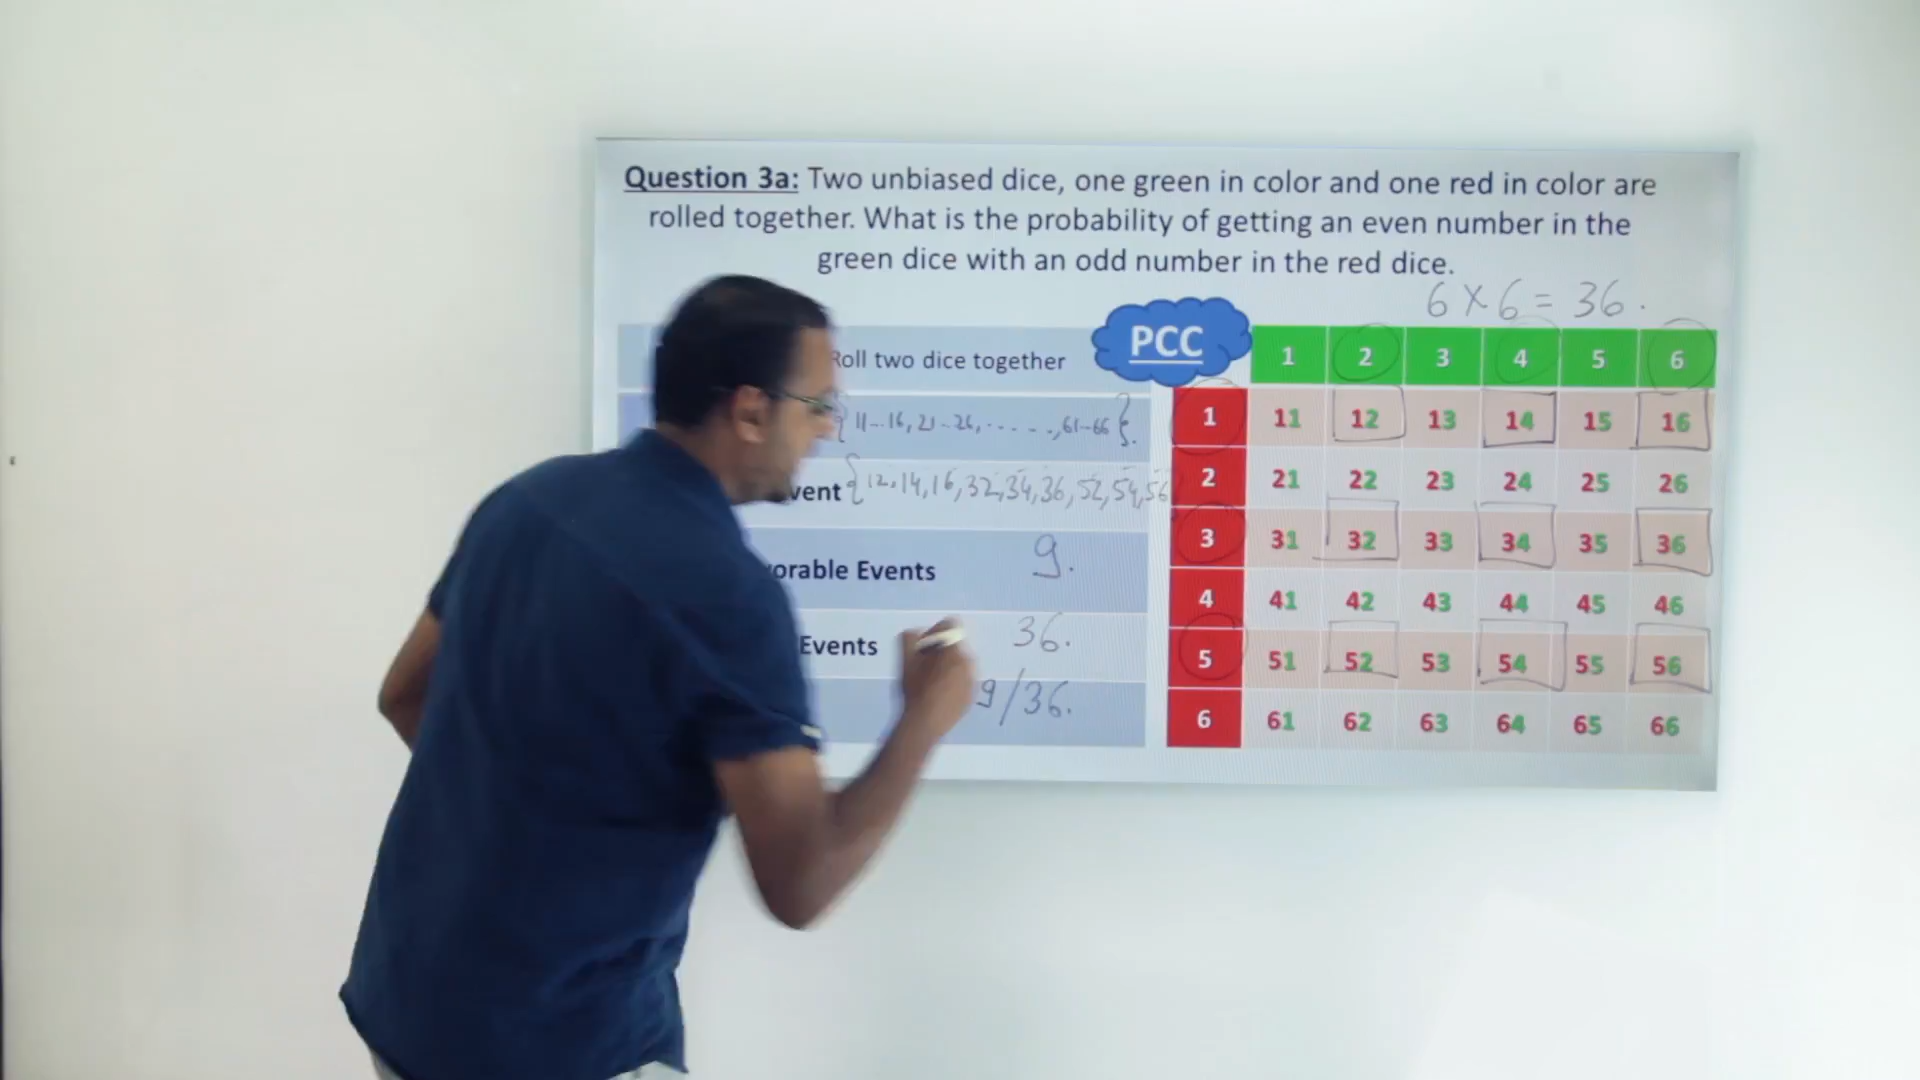 Question 3a: Two unbiased dice, one green in color and one red in color are
rolled together. What is the probability of getting an even number in the
green dice with an odd number in the red dice.
6 X 6 = 36.
Roll two dice together
{11--16, 21-26, ------, 61-66}.
vent {12, 14, 16, 32, 34, 36, 52, 54, 56
orable Events 9.
Events 36.
9/36.
PCC 1 2 3 4 5 6
1 11 12 13 14 15 16
2 21 22 23 24 25 26
3 31 32 33 34 35 36
4 41 42 43 44 45 46
5 51 52 53 54 55 56
6 61 62 63 64 65 66